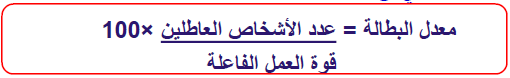 معدل البطالة = عدد الأشخاص العاطلين ×100
قوة العمل الفاعلة